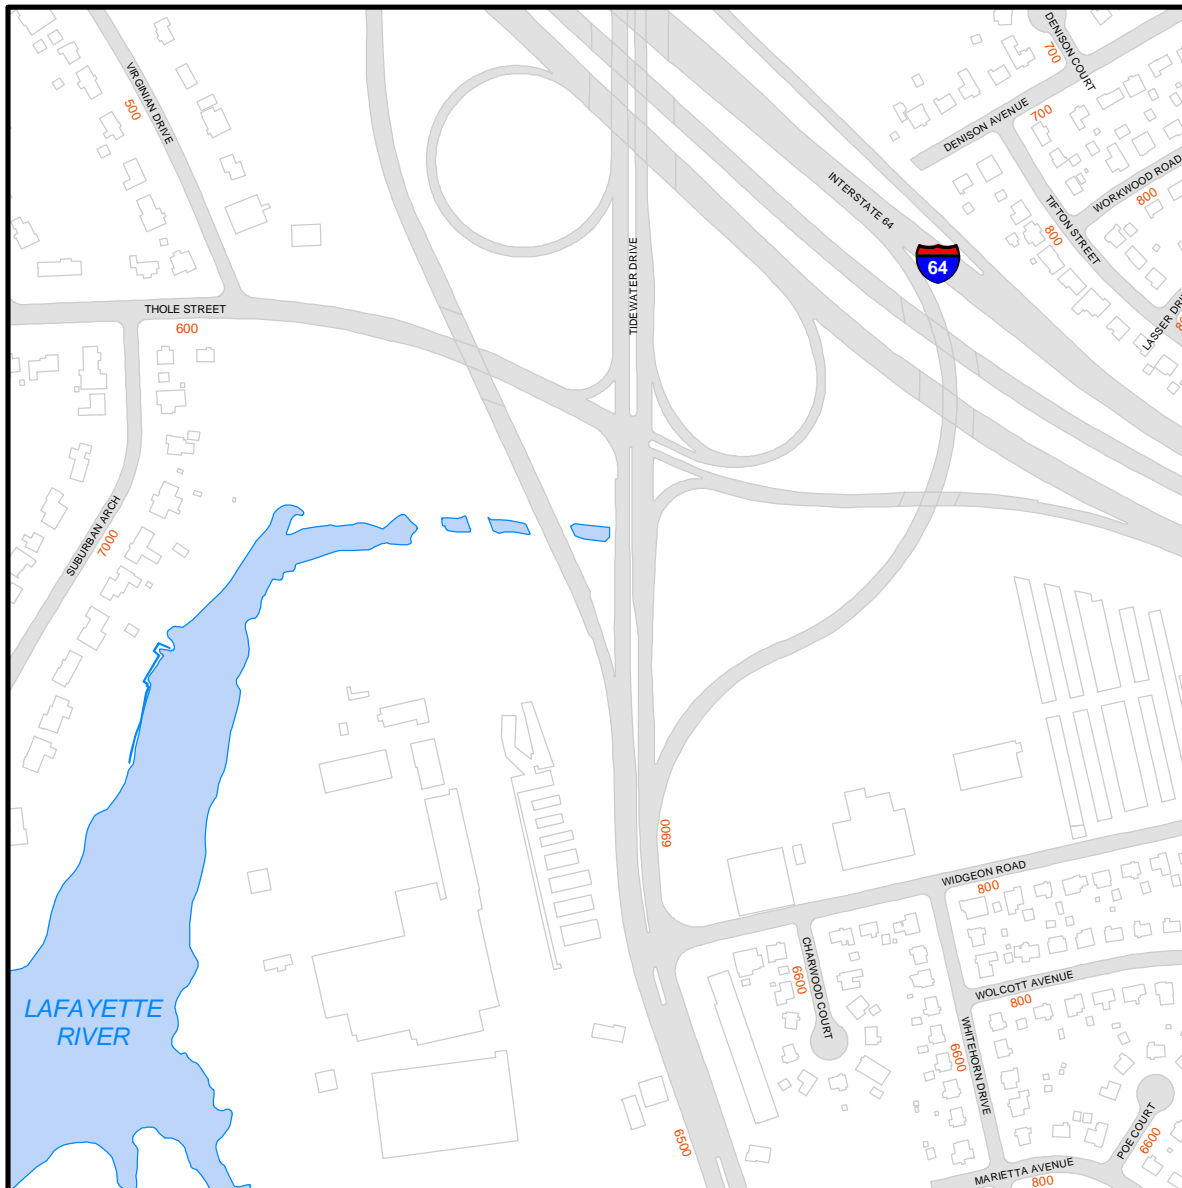 DENISON COURT
700
VIRGINIAN DRIVE
500
DENISON AVENUE
700
WORKWOOD ROAD
800
TIFTON STREET
800
INTERSTATE 64
64
TIDEWATER DRIVE
THOLE STREET
600
LASSER
SUBURBAN ARCH
7000
6900
WIDGEON ROAD
800
CHARWOOD COURT
6600
WOLCOTT AVENUE
800
LAFAYETTE
RIVER
WHITEHORN DRIVE
6600
POE COURT
6600
6500
MARIETTA AVENUE
800